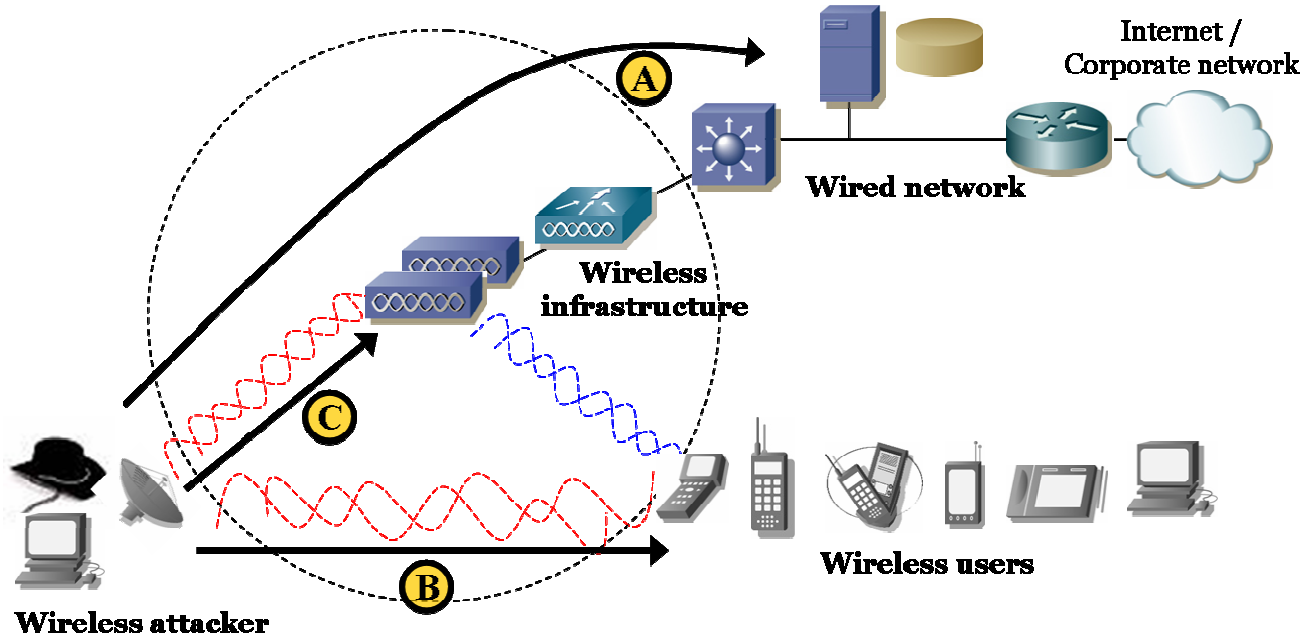 A
Internet /
Corporate network
Wired network
Wireless
infrastructure
C
Wireless users
B
Wireless attacker